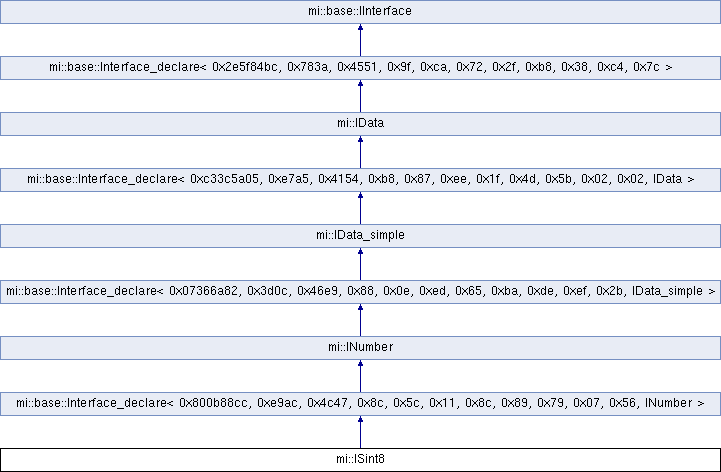 mi::base::IInterface
mi::base::Interface_declare< 0x2e5f84bc, 0x783a, 0x4551, 0x9f, 0xca, 0x72, 0x2f, 0xb8, 0x38, 0xc4, 0x7c >
mi::IData
mi::base::Interface_declare< 0xc33c5a05, 0xe7a5, 0x4154, 0xb8, 0x87, 0xee, 0x1f, 0x4d, 0x5b, 0x02, 0x02, IData >
mi::IData_simple
mi::base::Interface_declare< 0x07366a82, 0x3d0c, 0x46e9, 0x88, 0x0e, 0xed, 0x65, 0xba, 0xde, 0xef, 0x2b, IData_simple >
mi::INumber
mi::base::Interface_declare< 0x800b88cc, 0xe9ac, 0x4c47, 0x8c, 0x5c, 0x11, 0x8c, 0x89, 0x79, 0x07, 0x56, INumber >
mi::ISint8